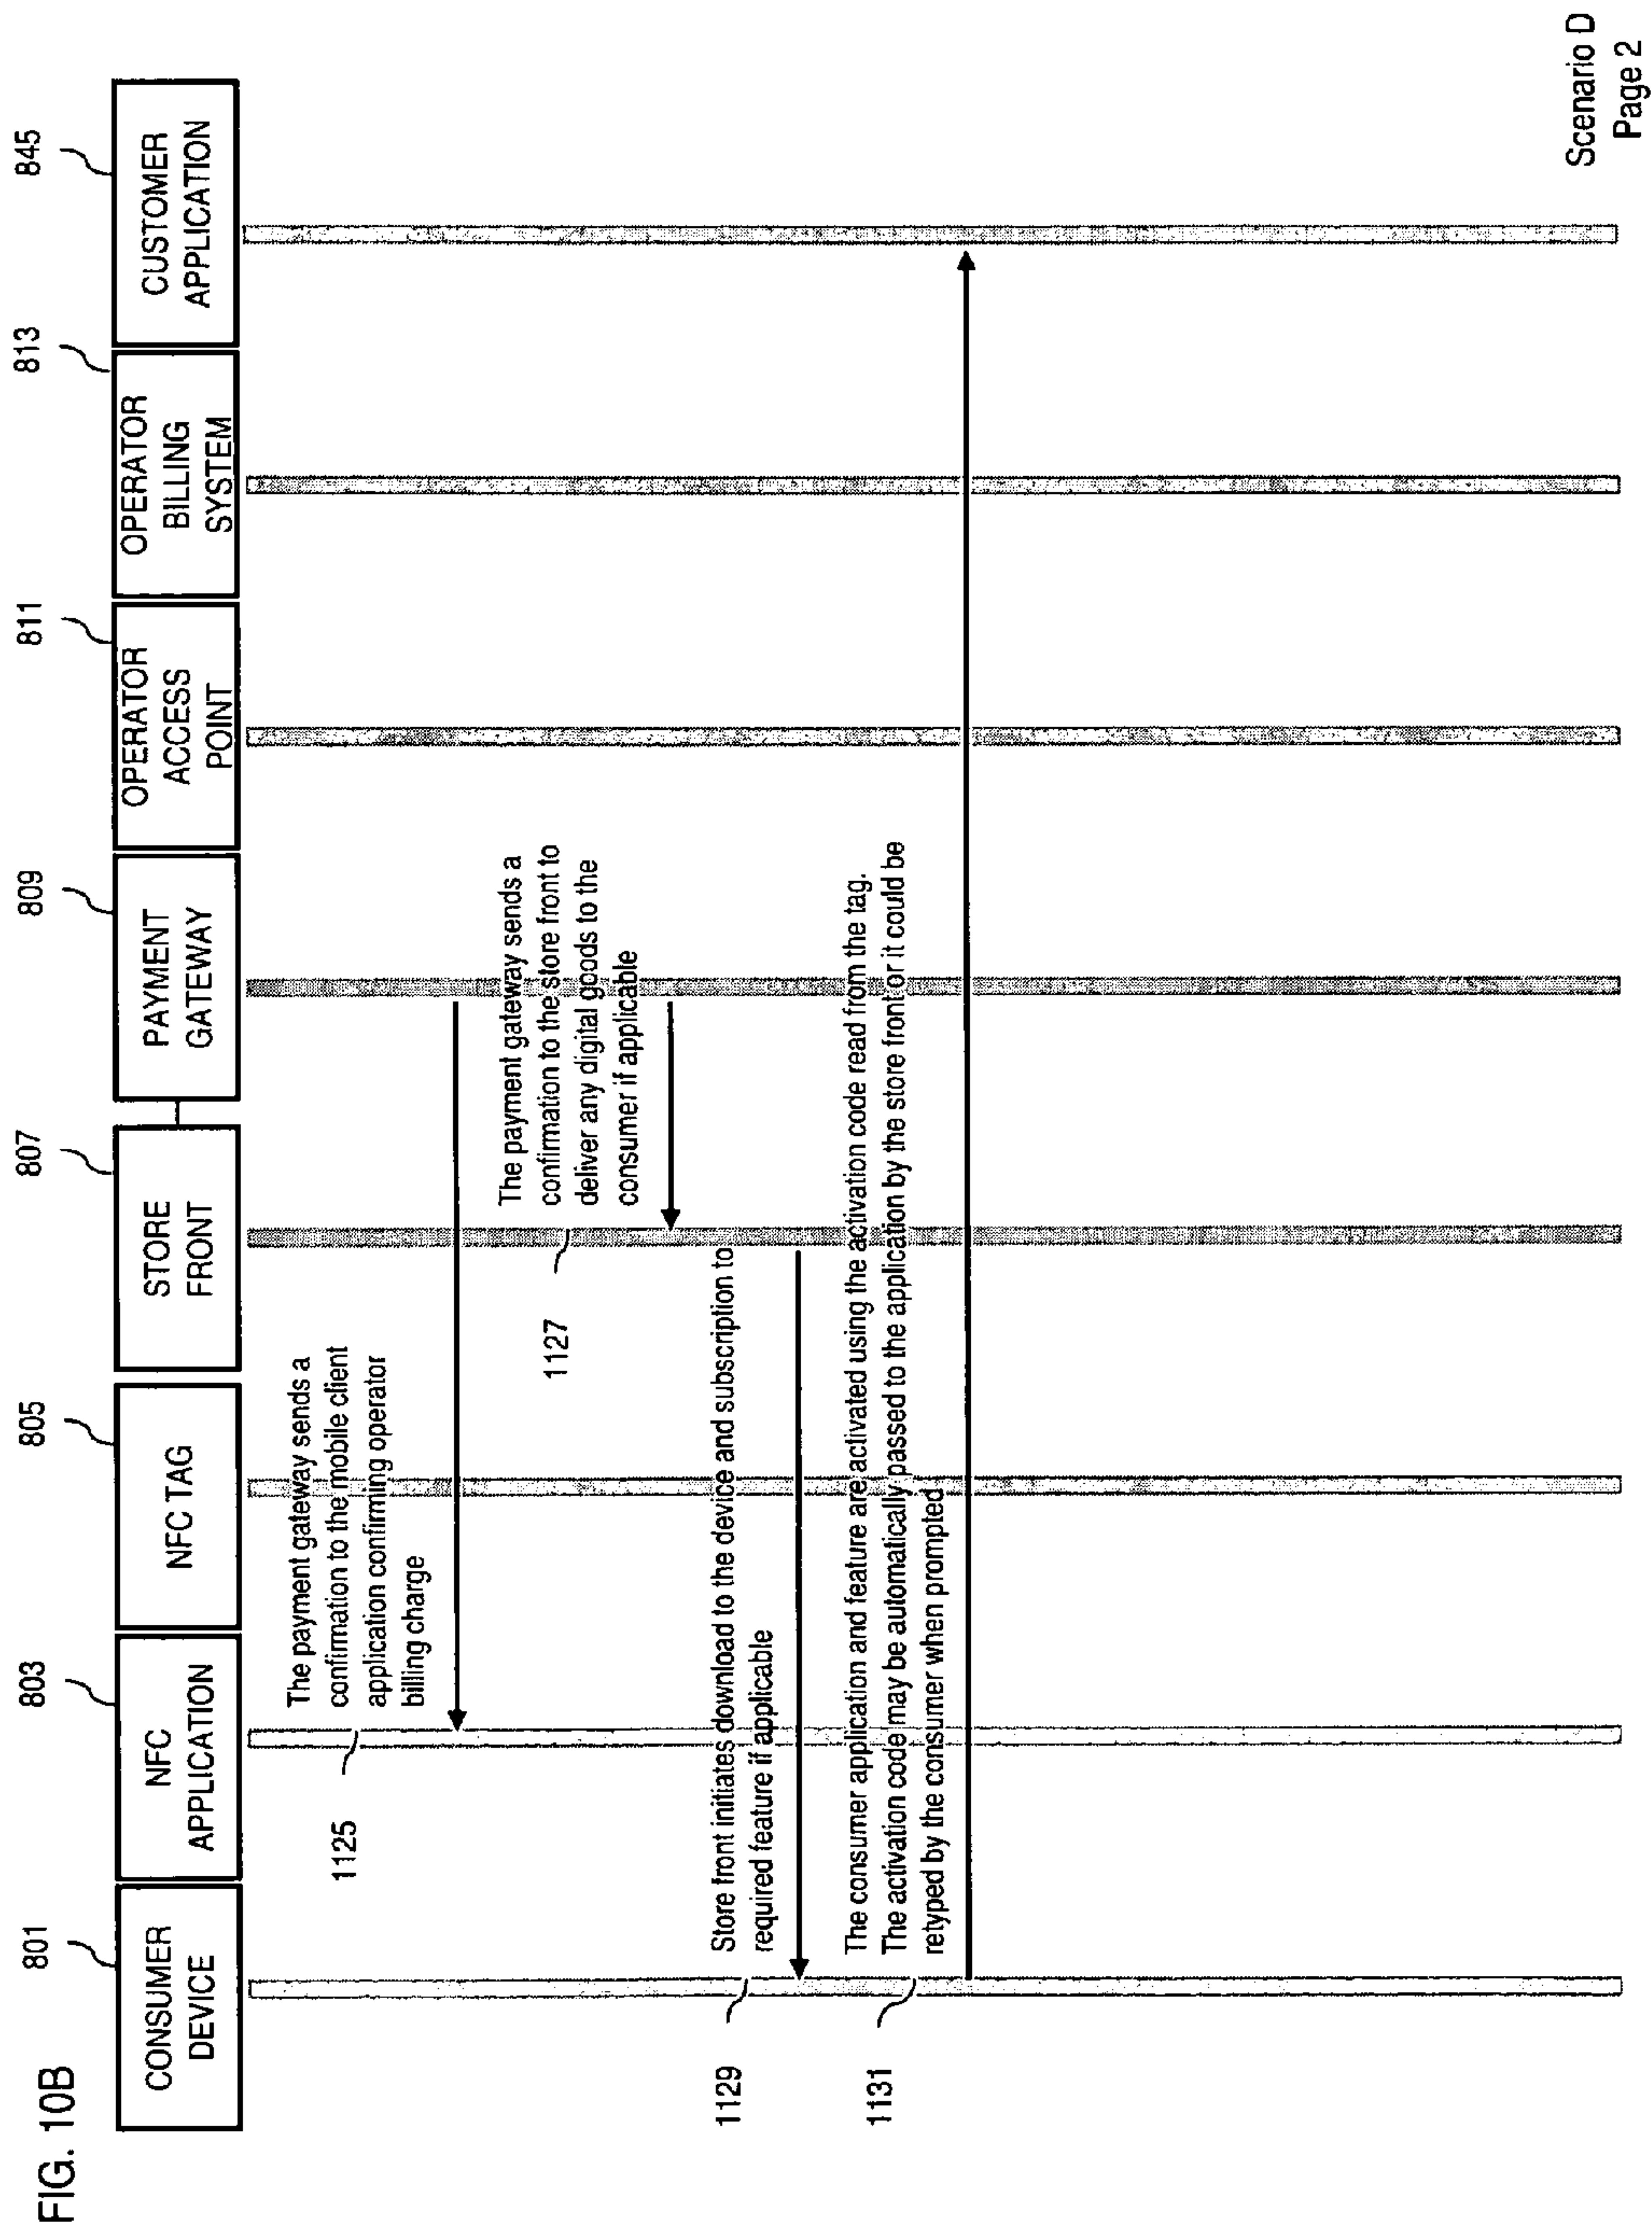 FIG. 10B
801
803
805
807
809
811
813
845
CONSUMER
DEVICE
NFC
APPLICATION
NFC TAG
STORE
FRONT
PAYMENT
GATEWAY
OPERATOR
ACCESS
POINT
OPERATOR
BILLING
SYSTEM
CUSTOMER
APPLICATION
1125
The payment gateway sends a
confirmation to the mobile client
application confirming operator
billing charge
1127
The payment gateway sends a
confirmation to the store front to
deliver any digital goods to the
consumer if applicable
1129
Store front initiates download to the device and subscription to
required feature if applicable
1131
The consumer application and feature are activated using the activation code read from the tag.
The activation code may be automatically passed to the application by the store front or it could be
retyped by the consumer when prompted
Scenario D
Page 2